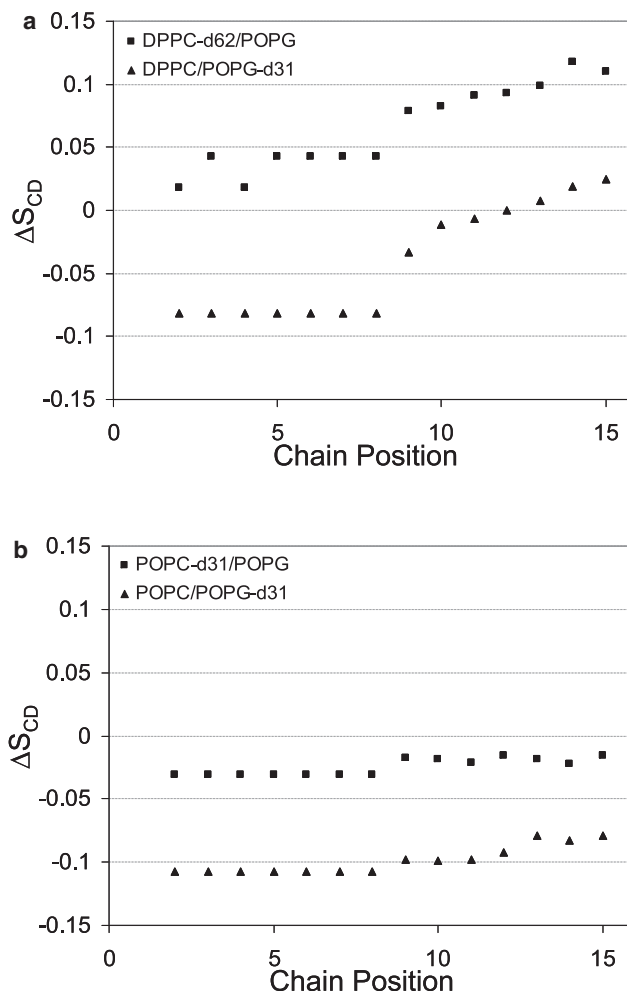 a
0.15
DPPC-d62/POPG
DPPC/POPG-d31
0.1
0.05
0
-0.05
-0.1
-0.15
ΔS_CD
0 5 10 15
Chain Position
b
0.15
POPC-d31/POPG
POPC/POPG-d31
0.1
0.05
0
-0.05
-0.1
-0.15
ΔS_CD
0 5 10 15
Chain Position